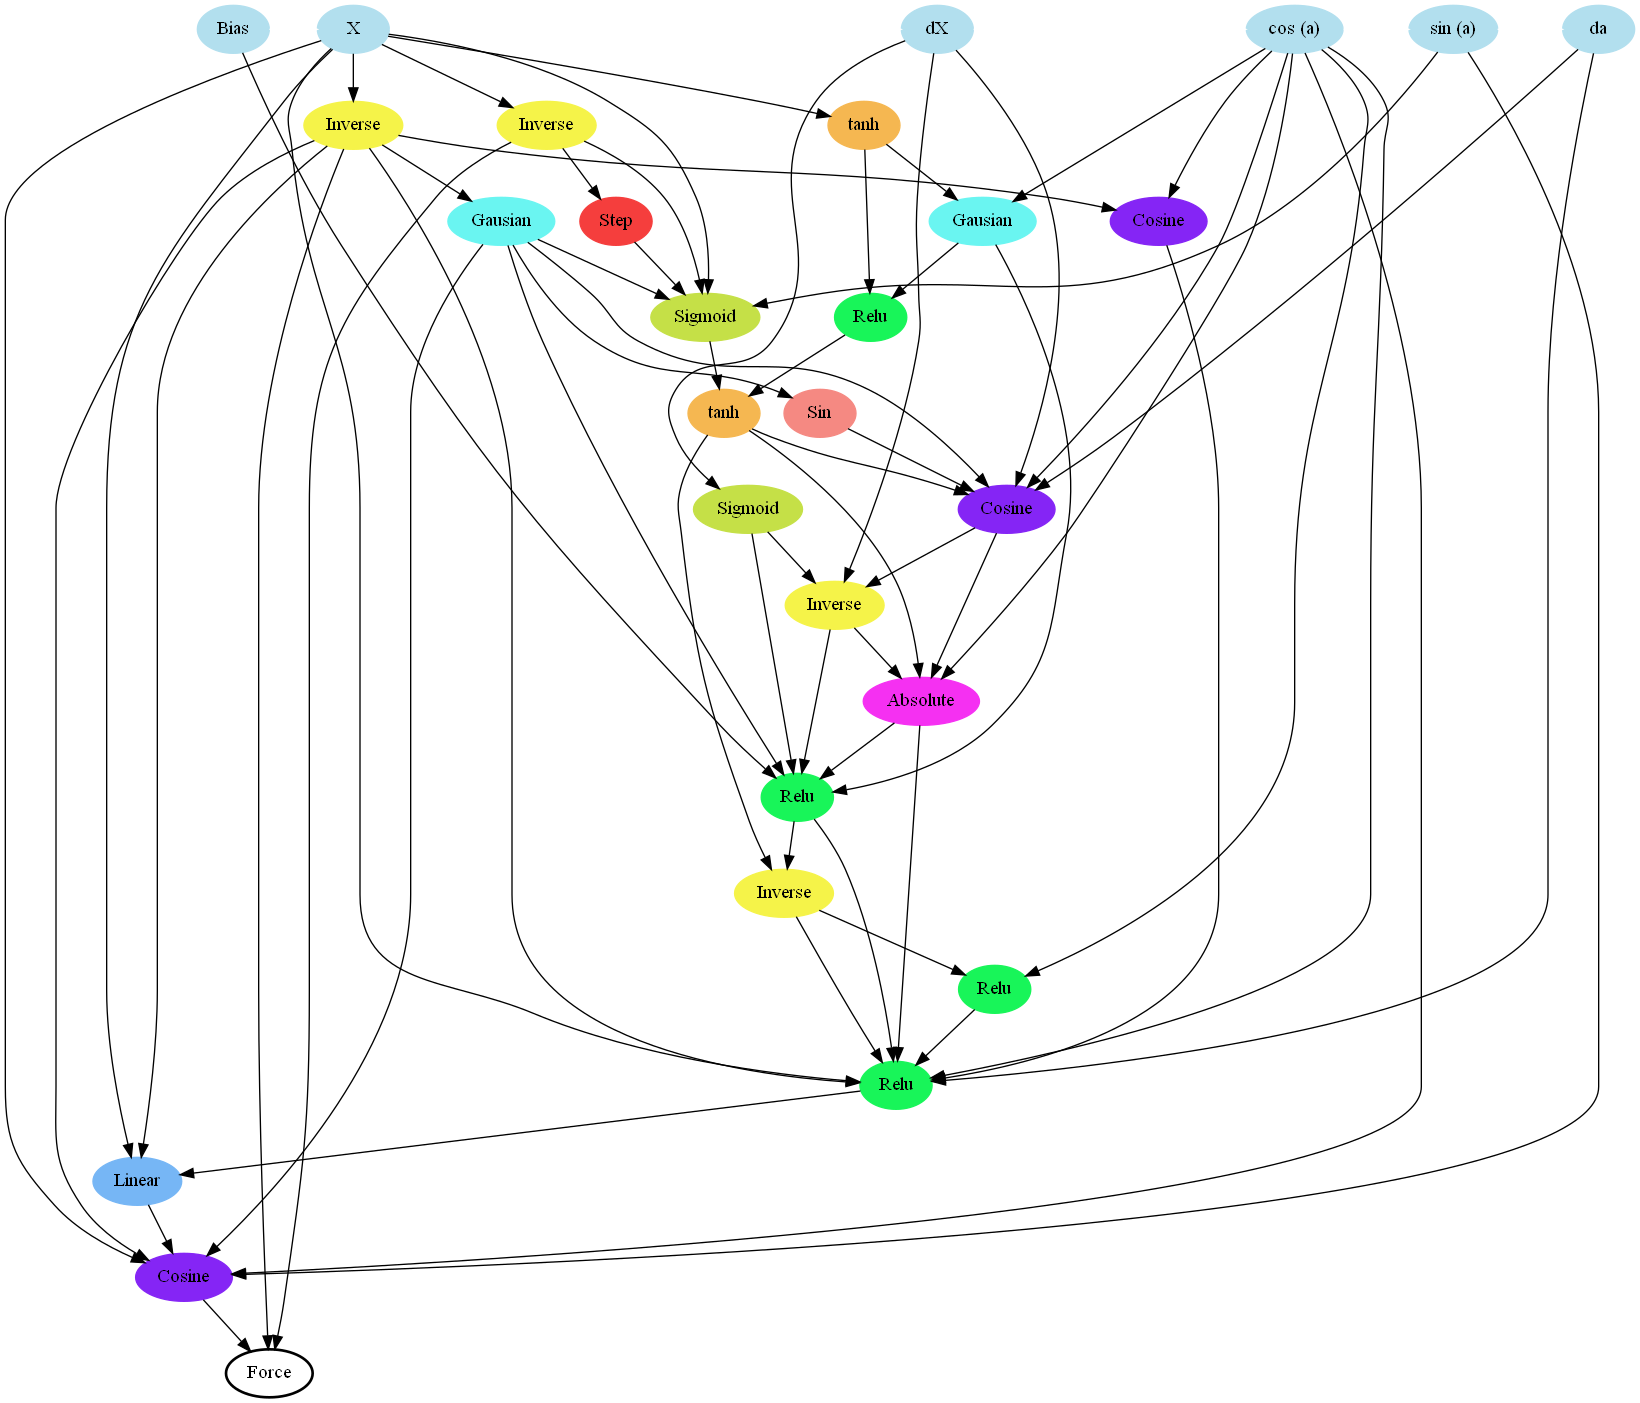 Bias
X
dX
cos (a)
sin (a)
da
Inverse
Inverse
tanh
Gausian
Step
Gausian
Cosine
Sigmoid
Relu
tanh
Sin
Sigmoid
Cosine
Inverse
Absolute
Relu
Inverse
Relu
Relu
Linear
Cosine
Force